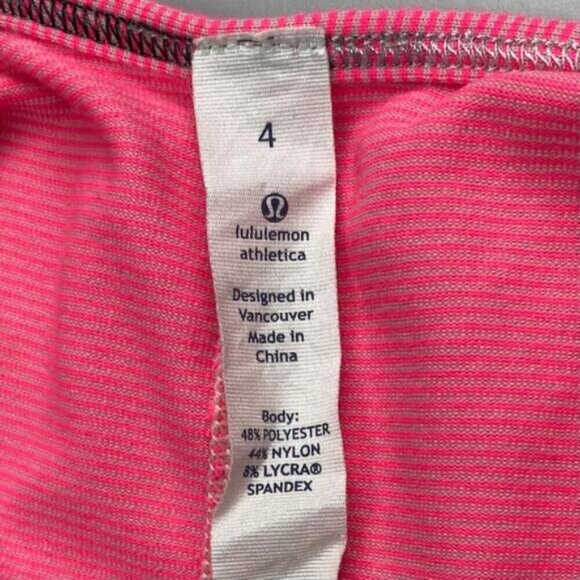 4
lululemon
athletica
Designed in
Vancouver
Made in
China
Body:
48% POLYESTER
44% NYLON
8% LYCRA®
SPANDEX